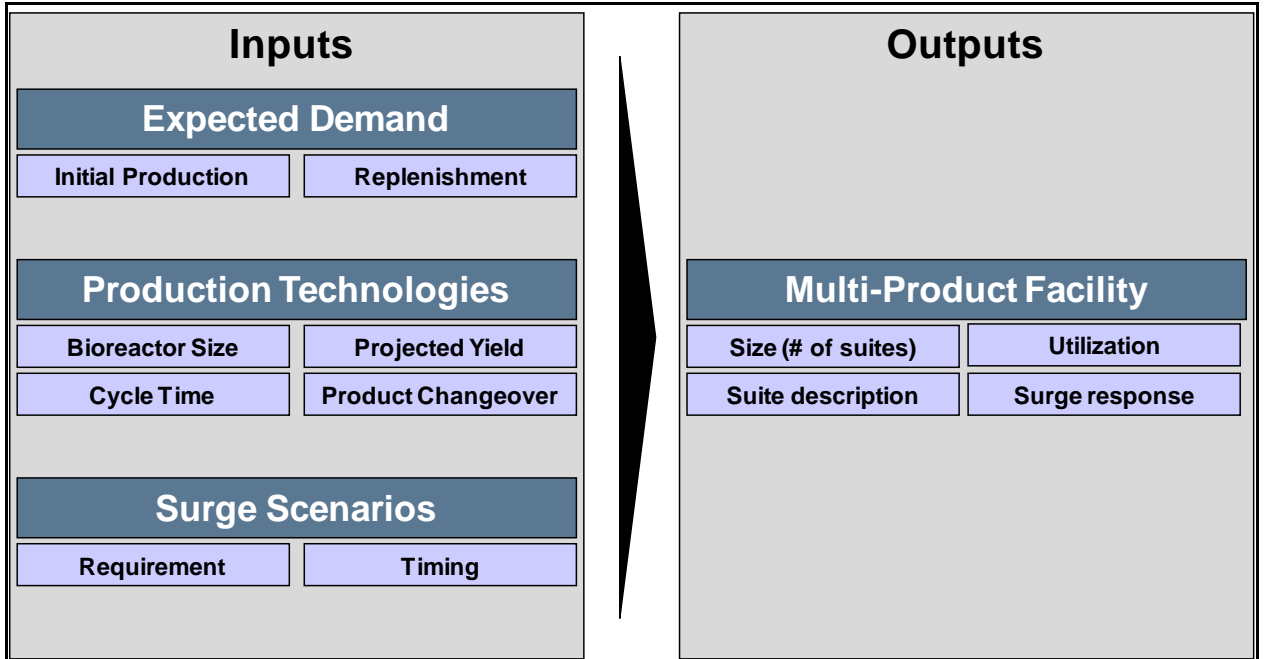 Inputs
Expected Demand
Initial Production
Replenishment
Production Technologies
Bioreactor Size
Projected Yield
Cycle Time
Product Changeover
Surge Scenarios
Requirement
Timing
Outputs
Multi-Product Facility
Size (# of suites)
Utilization
Suite description
Surge response